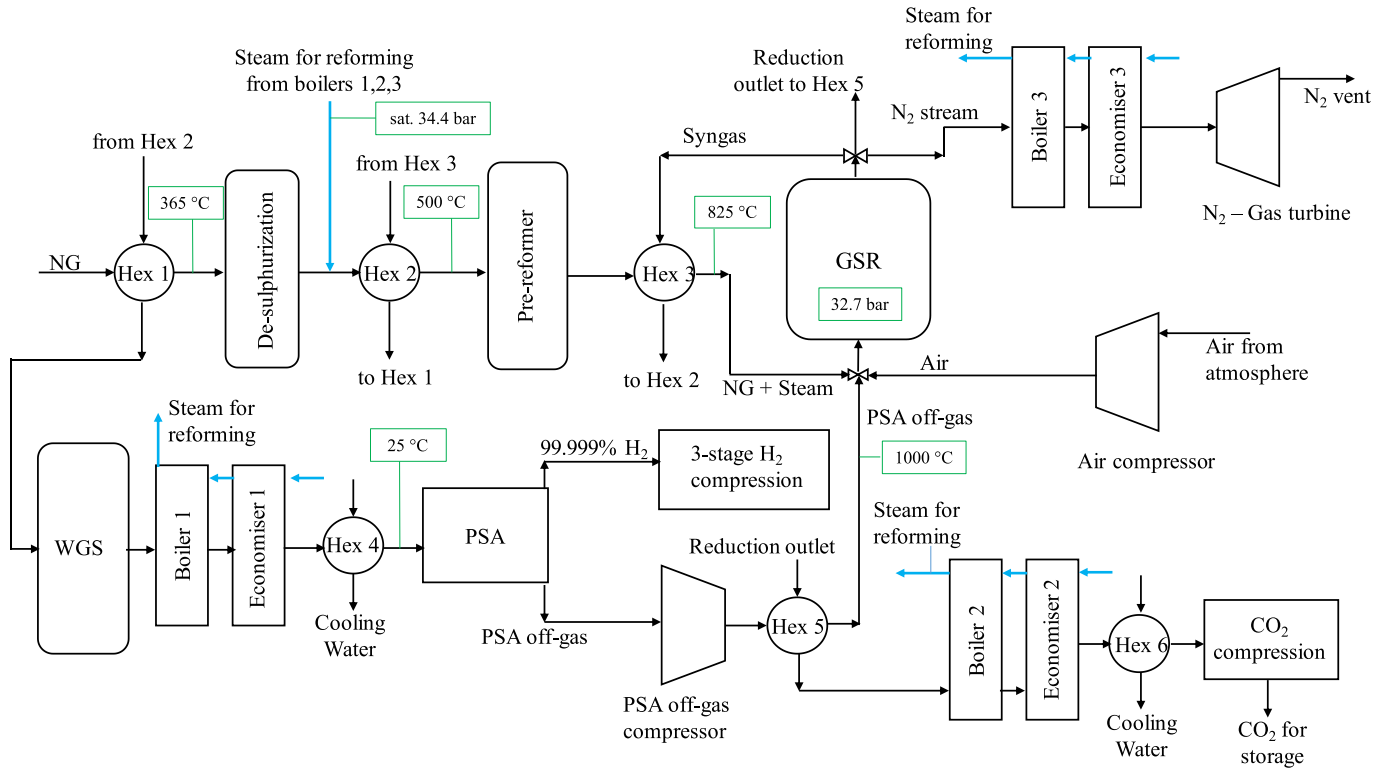 Steam for
reforming
Steam for reforming
from boilers 1,2,3
Reduction
outlet to Hex 5
Boiler 3
Economiser 3
N2 vent
sat. 34.4 bar
N2 stream
from Hex 2
Syngas
from Hex 3
365 °C
500 °C
825 °C
N2 – Gas turbine
NG
Hex 1
De-sulphurization
Hex 2
Pre-reformer
Hex 3
GSR
32.7 bar
Air from
atmosphere
Air
to Hex 1
to Hex 2
NG + Steam
Steam for
reforming
PSA off-gas
25 °C
99.999% H2
3-stage H2
compression
1000 °C
Air compressor
WGS
Boiler 1
Economiser 1
Hex 4
PSA
Steam for
reforming
Reduction outlet
Cooling
Water
PSA off-gas
Hex 5
Boiler 2
Economiser 2
Hex 6
CO2
compression
PSA off-gas
compressor
Cooling
Water
CO2 for
storage